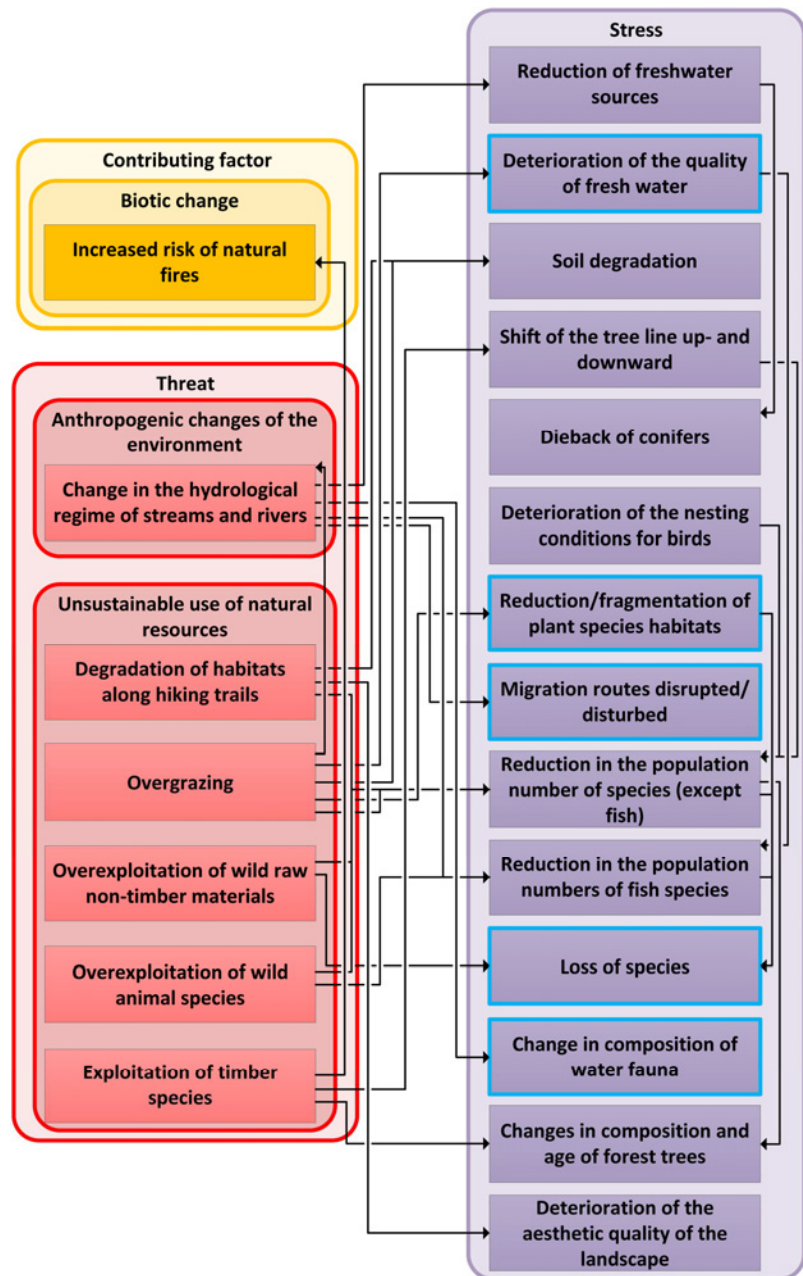 Contributing factor
Biotic change
Increased risk of natural
fires
Threat
Anthropogenic changes of the
environment
Change in the hydrological
regime of streams and rivers
Unsustainable use of natural
resources
Degradation of habitats
along hiking trails
Overgrazing
Overexploitation of wild raw
non-timber materials
Overexploitation of wild
animal species
Exploitation of timber
species
Stress
Reduction of freshwater
sources
Deterioration of the quality
of fresh water
Soil degradation
Shift of the tree line up- and
downward
Dieback of conifers
Deterioration of the nesting
conditions for birds
Reduction/fragmentation of
plant species habitats
Migration routes disrupted/
disturbed
Reduction in the population
number of species (except
fish)
Reduction in the population
numbers of fish species
Loss of species
Change in composition of
water fauna
Changes in composition and
age of forest trees
Deterioration of the
aesthetic quality of the
landscape